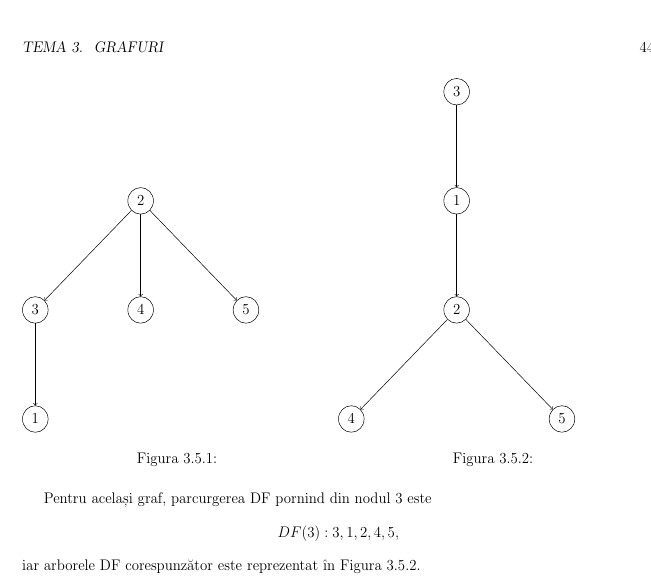 TEMA 3. GRAFURI 44
3
2 1
3 4 5 2
1 4 5
Figura 3.5.1: Figura 3.5.2:
Pentru același graf, parcurgerea DF pornind din nodul 3 este
DF(3) : 3, 1, 2, 4, 5,
iar arborele DF corespunzător este reprezentat în Figura 3.5.2.